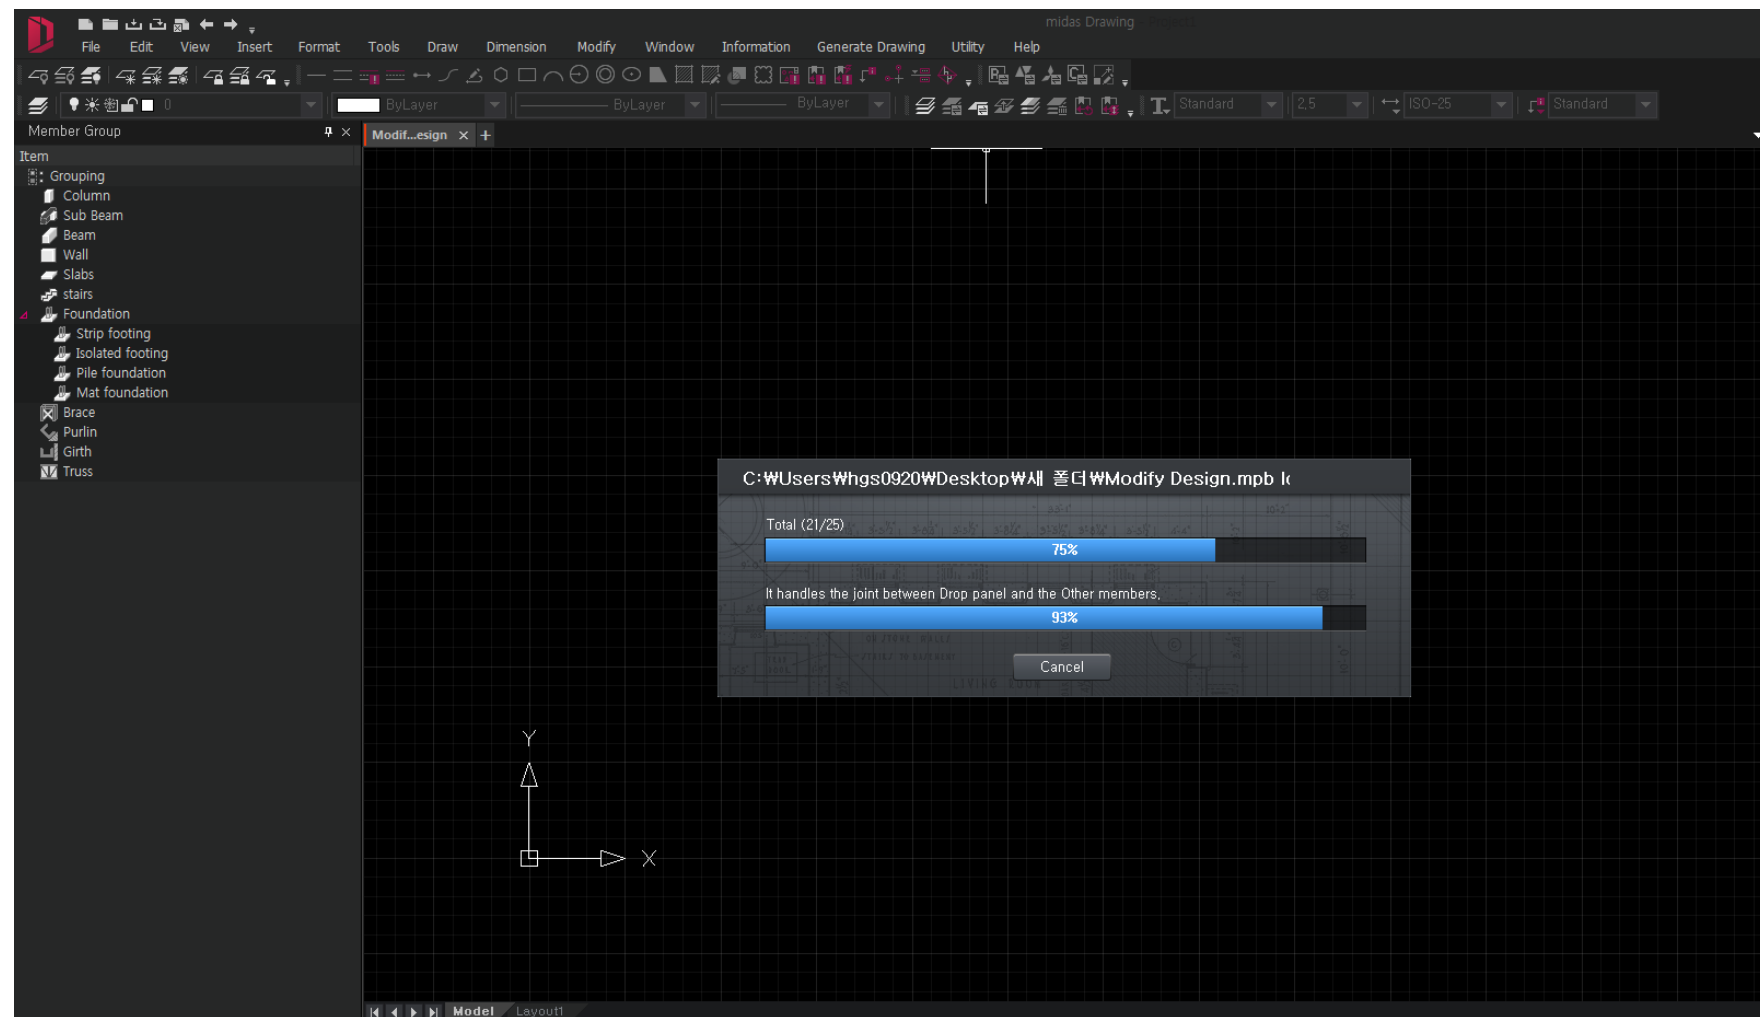 midas Drawing
File Edit View Insert Format Tools Draw Dimension Modify Window Information Generate Drawing Utility Help
0 ByLayer ByLayer ByLayer Standard 2,5 ISO-25 Standard
Member Group
Modif...esign
Item
Grouping
Column
Sub Beam
Beam
Wall
Slabs
stairs
Foundation
Strip footing
Isolated footing
Pile foundation
Mat foundation
Brace
Purlin
Girth
Truss
C:₩Users₩hgs0920₩Desktop₩새 폴더₩Modify Design.mpb
Total (21/25)
75%
It handles the joint between Drop panel and the Other members.
93%
Cancel
LIVING ROOM
Y
X
Model Layout1